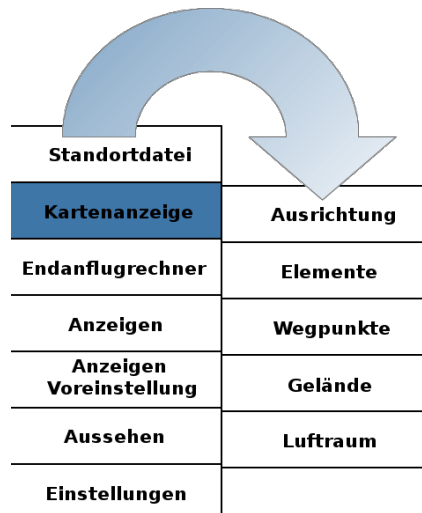 Standortdatei
Kartenanzeige
Endanflugrechner
Anzeigen
Anzeigen
Voreinstellung
Aussehen
Einstellungen
Ausrichtung
Elemente
Wegpunkte
Gelände
Luftraum